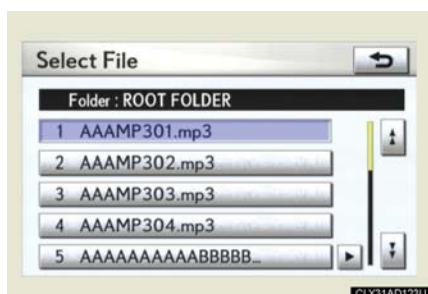 Select File
Folder : ROOT FOLDER
1 AAAMP301.mp3
2 AAAMP302.mp3
3 AAAMP303.mp3
4 AAAMP304.mp3
5 AAAAAAAAAABBBBB...
CLY31AD123U